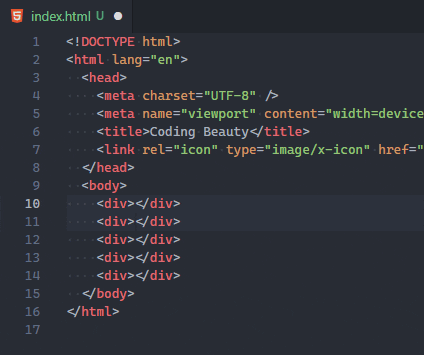 index.html U
1 <!DOCTYPE html>
2 <html lang="en">
3 <head>
4 <meta charset="UTF-8" />
5 <meta name="viewport" content="width=device
6 <title>Coding Beauty</title>
7 <link rel="icon" type="image/x-icon" href="
8 </head>
9 <body>
10 <div></div>
11 <div></div>
12 <div></div>
13 <div></div>
14 <div></div>
15 </body>
16 </html>
17